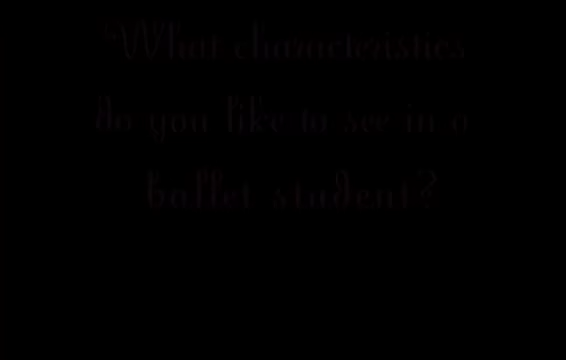 "What characteristics
do you like to see in a
ballet student?